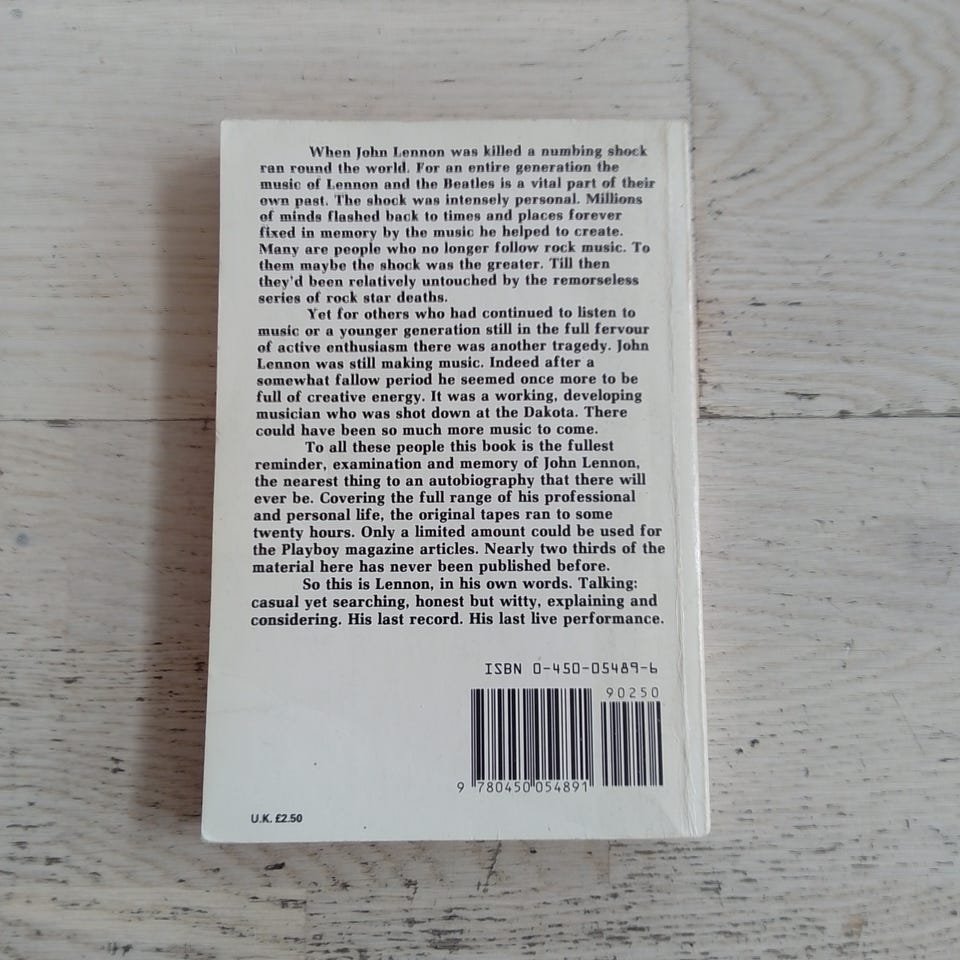 When John Lennon was killed a numbing shock
ran round the world. For an entire generation the
music of Lennon and the Beatles is a vital part of their
own past. The shock was intensely personal. Millions
of minds flashed back to times and places forever
fixed in memory by the music he helped to create.
Many are people who no longer follow rock music. To
them maybe the shock was the greater. Till then
they'd been relatively untouched by the remorseless
series of rock star deaths.
Yet for others who had continued to listen to
music or a younger generation still in the full fervour
of active enthusiasm there was another tragedy. John
Lennon was still making music. Indeed after a
somewhat fallow period he seemed once more to be
full of creative energy. It was a working, developing
musician who was shot down at the Dakota. There
could have been so much more music to come.
To all these people this book is the fullest
reminder, examination and memory of John Lennon,
the nearest thing to an autobiography that there will
ever be. Covering the full range of his professional
and personal life, the original tapes ran to some
twenty hours. Only a limited amount could be used for
the Playboy magazine articles. Nearly two thirds of the
material here has never been published before.
So this is Lennon, in his own words. Talking:
casual yet searching, honest but witty, explaining and
considering. His last record. His last live performance.
ISBN 0-450-05489-6
90250
9 780450 054891
U.K. £2.50